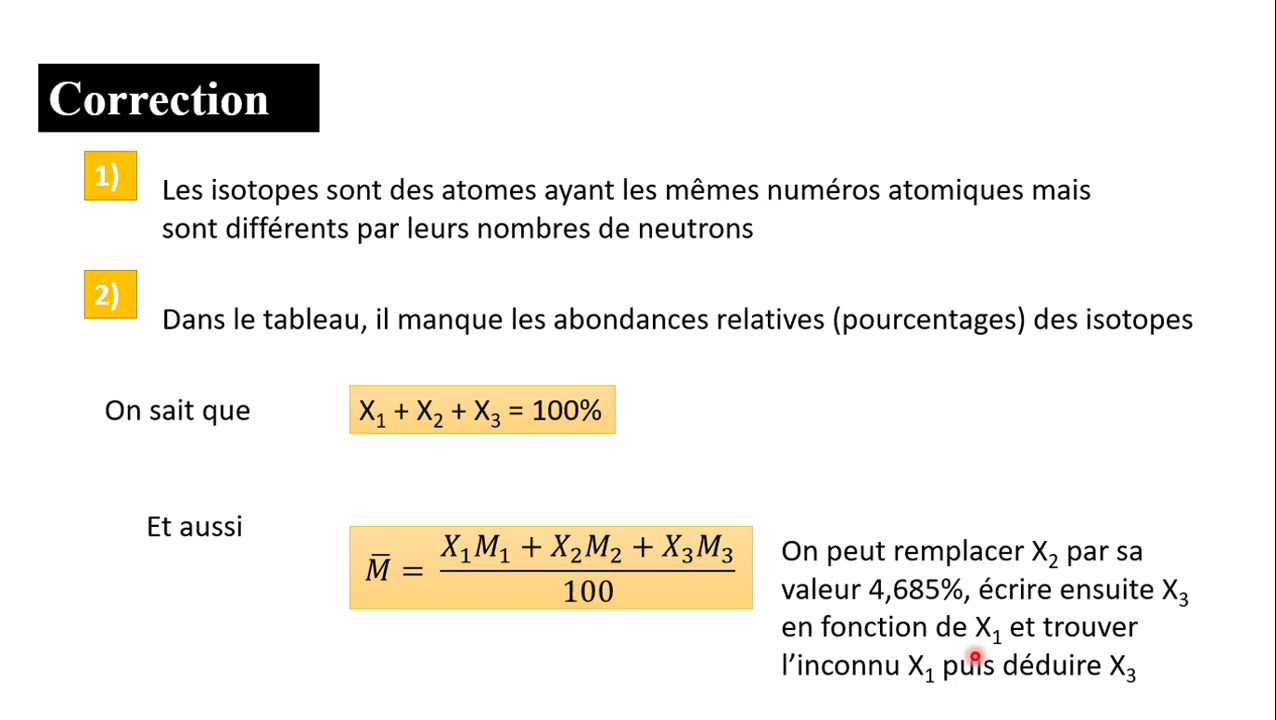 Correction
1)
Les isotopes sont des atomes ayant les mêmes numéros atomiques mais
sont différents par leurs nombres de neutrons
2)
Dans le tableau, il manque les abondances relatives (pourcentages) des isotopes
On sait que
X₁ + X₂ + X₃ = 100%
Et aussi
M̅ = (X₁M₁ + X₂M₂ + X₃M₃) / 100
On peut remplacer X₂ par sa
valeur 4,685%, écrire ensuite X₃
en fonction de X₁ et trouver
l’inconnu X₁ puis déduire X₃